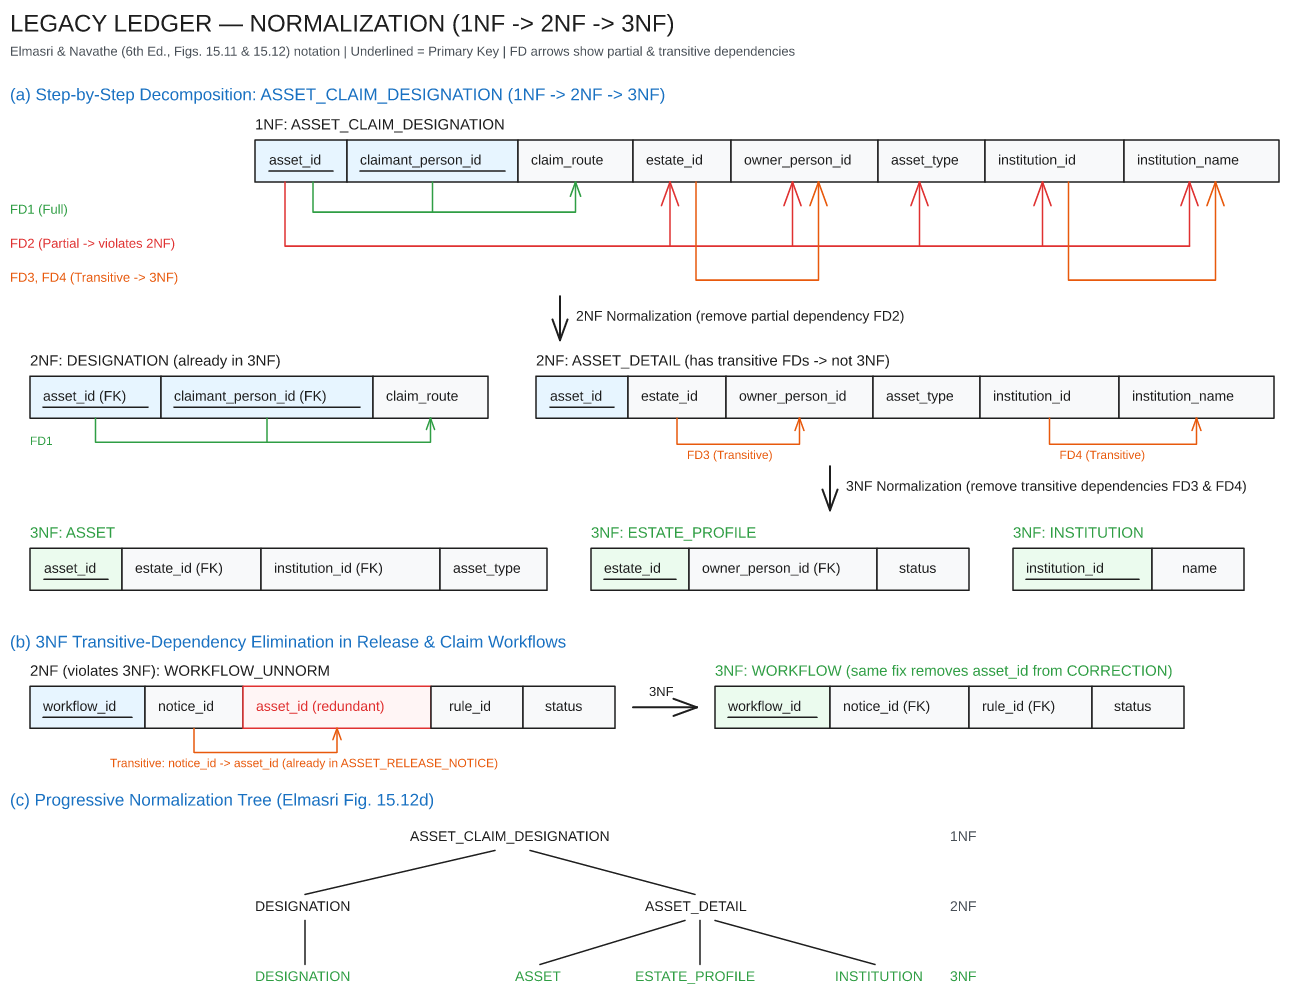 LEGACY LEDGER — NORMALIZATION (1NF -> 2NF -> 3NF)
Elmasri & Navathe (6th Ed., Figs. 15.11 & 15.12) notation | Underlined = Primary Key | FD arrows show partial & transitive dependencies
(a) Step-by-Step Decomposition: ASSET_CLAIM_DESIGNATION (1NF -> 2NF -> 3NF)
1NF: ASSET_CLAIM_DESIGNATION
asset_id claimant_person_id claim_route estate_id owner_person_id asset_type institution_id institution_name
FD1 (Full)
FD2 (Partial -> violates 2NF)
FD3, FD4 (Transitive -> 3NF)
2NF Normalization (remove partial dependency FD2)
2NF: DESIGNATION (already in 3NF)
asset_id (FK) claimant_person_id (FK) claim_route
FD1
2NF: ASSET_DETAIL (has transitive FDs -> not 3NF)
asset_id estate_id owner_person_id asset_type institution_id institution_name
FD3 (Transitive) FD4 (Transitive)
3NF Normalization (remove transitive dependencies FD3 & FD4)
3NF: ASSET
asset_id estate_id (FK) institution_id (FK) asset_type
3NF: ESTATE_PROFILE
estate_id owner_person_id (FK) status
3NF: INSTITUTION
institution_id name
(b) 3NF Transitive-Dependency Elimination in Release & Claim Workflows
2NF (violates 3NF): WORKFLOW_UNNORM
workflow_id notice_id asset_id (redundant) rule_id status
Transitive: notice_id -> asset_id (already in ASSET_RELEASE_NOTICE)
3NF
3NF: WORKFLOW (same fix removes asset_id from CORRECTION)
workflow_id notice_id (FK) rule_id (FK) status
(c) Progressive Normalization Tree (Elmasri Fig. 15.12d)
ASSET_CLAIM_DESIGNATION 1NF
DESIGNATION ASSET_DETAIL 2NF
DESIGNATION ASSET ESTATE_PROFILE INSTITUTION 3NF